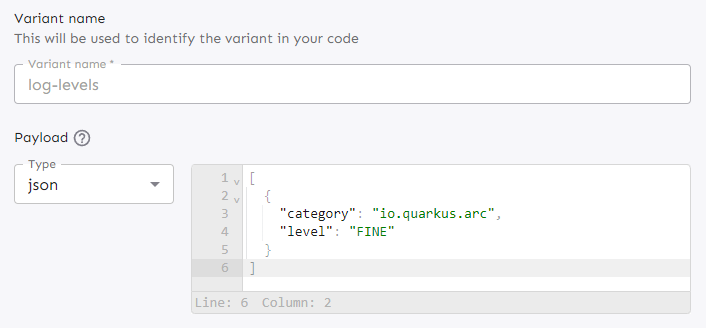 Variant name
This will be used to identify the variant in your code
Variant name *
log-levels
Payload ?
Type
json
1 [
2 {
3 "category": "io.quarkus.arc",
4 "level": "FINE"
5 }
6 ]
Line: 6 Column: 2